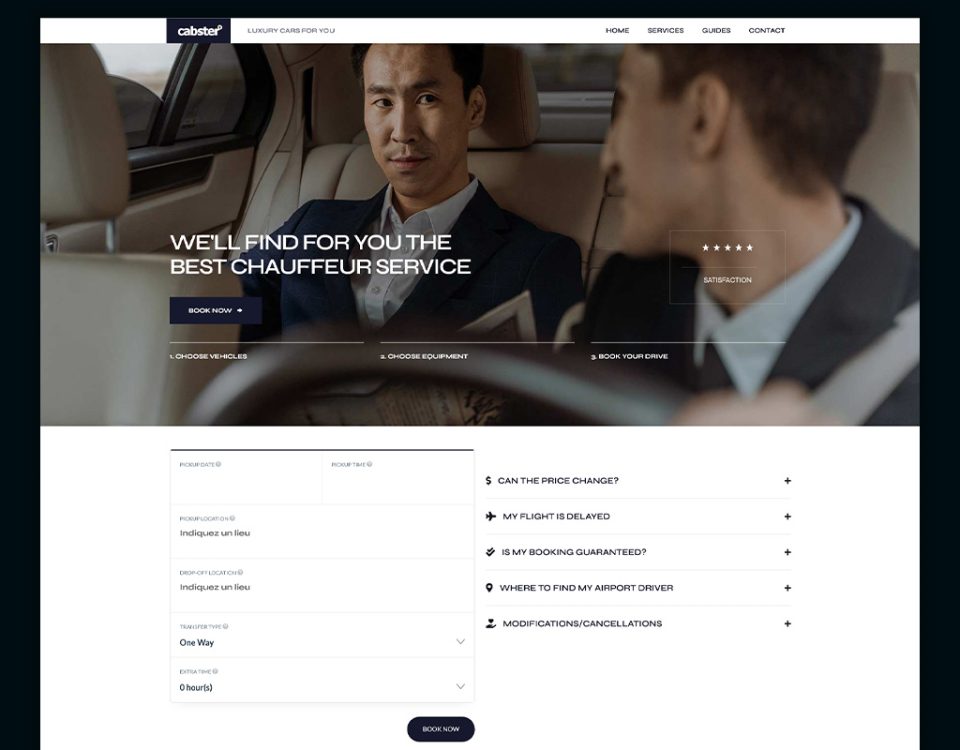 cabster
LUXURY CARS FOR YOU
HOME
SERVICES
GUIDES
CONTACT
WE'LL FIND FOR YOU THE
BEST CHAUFFEUR SERVICE
BOOK NOW
SATISFACTION
1. CHOOSE VEHICLES
2. CHOOSE EQUIPMENT
3. BOOK YOUR DRIVE
PICKUP DATE
PICKUP TIME
PICKUP LOCATION
Indiquez un lieu
DROP-OFF LOCATION
Indiquez un lieu
TRANSFER TYPE
One Way
EXTRA TIME
0 hour(s)
BOOK NOW
CAN THE PRICE CHANGE?
MY FLIGHT IS DELAYED
IS MY BOOKING GUARANTEED?
WHERE TO FIND MY AIRPORT DRIVER
MODIFICATIONS/CANCELLATIONS